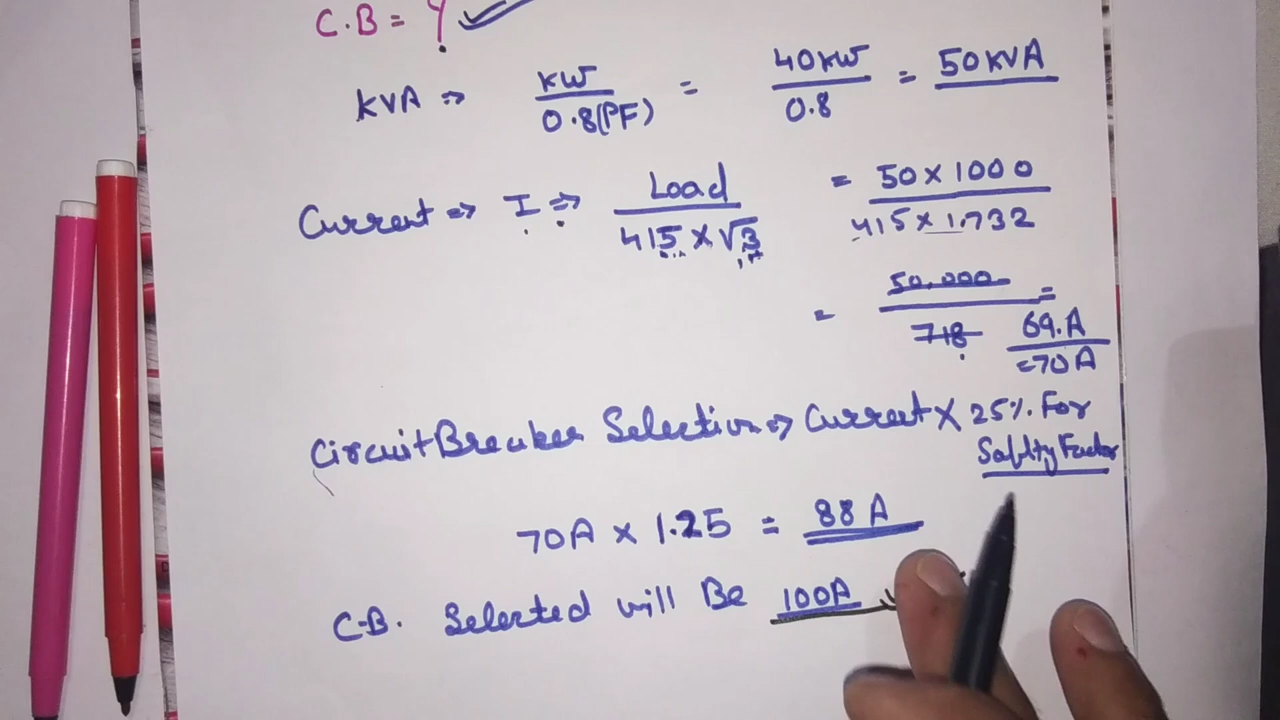 C.B = ?
KVA => KW / 0.8(PF) = 40KW / 0.8 = 50KVA
Current => I => Load / 415 × √3 = 50 × 1000 / 415 × 1.732
= 50,000 / 718 = 69.A
=70A
Circuit Breaker Selection => Current × 25% For
Safety Factor
70A × 1.25 = 88 A
C.B. Selected will Be 100A